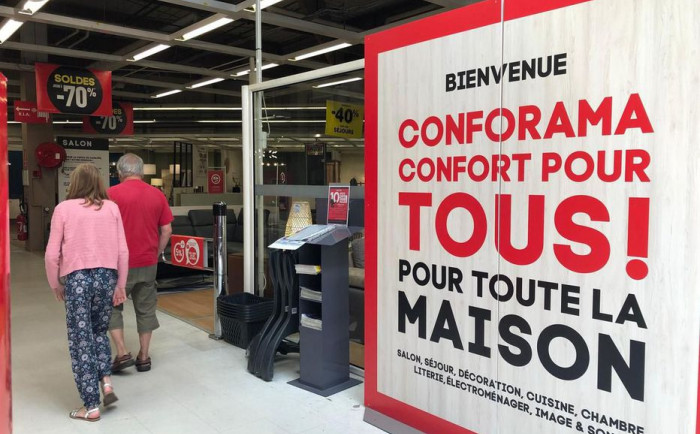 SOLDES
-70%
-70%
-40%
SALON
BIENVENUE
CONFORAMA
CONFORT POUR
TOUS!
POUR TOUTE LA
MAISON
SALON, SÉJOUR, DÉCORATION, CUISINE, CHAMBRE
LITERIE, ÉLECTROMÉNAGER, IMAGE & SON